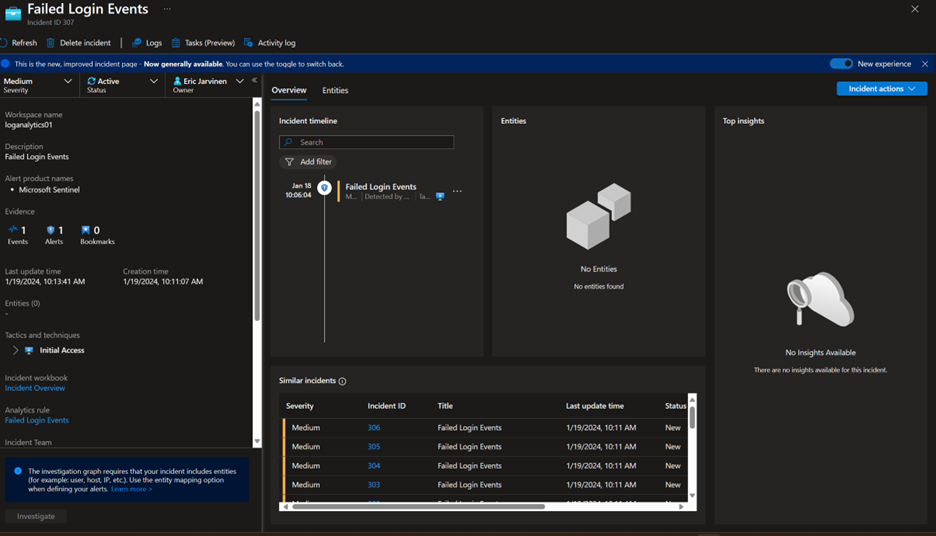 Failed Login Events ...
Incident ID 307
Refresh Delete incident | Logs Tasks (Preview) Activity log
This is the new, improved incident page - Now generally available. You can use the toggle to switch back. New experience
Medium
Severity
Active
Status
Eric Jarvinen
Owner
Workspace name
loganalytics01
Description
Failed Login Events
Alert product names
• Microsoft Sentinel
Evidence
1 Events
1 Alerts
0 Bookmarks
Last update time Creation time
1/19/2024, 10:13:41 AM 1/19/2024, 10:11:07 AM
Entities (0)
-
Tactics and techniques
Initial Access
Incident workbook
Incident Overview
Analytics rule
Failed Login Events
Incident Team
The investigation graph requires that your incident includes entities
(for example: user, host, IP, etc.). Use the entity mapping option
when defining your alerts. Learn more >
Investigate
Overview Entities
Incident actions
Incident timeline
Search
Add filter
Jan 18
10:06:04
Failed Login Events ...
M... | Detected by ... | Ta...
Entities
No Entities
No entities found
Top insights
No Insights Available
There are no insights available for this incident.
Similar incidents
Severity Incident ID Title Last update time Status
Medium 306 Failed Login Events 1/19/2024, 10:11 AM New
Medium 305 Failed Login Events 1/19/2024, 10:11 AM New
Medium 304 Failed Login Events 1/19/2024, 10:11 AM New
Medium 303 Failed Login Events 1/19/2024, 10:11 AM New